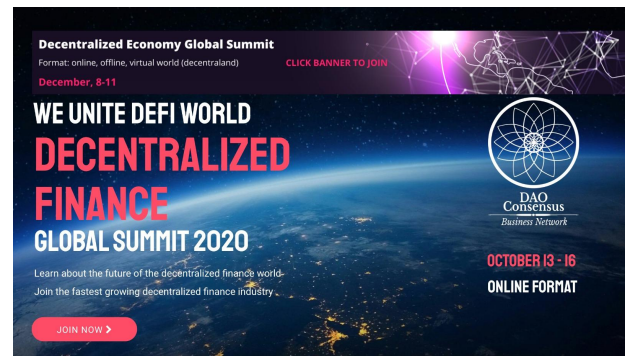 Decentralized Economy Global Summit
Format: online, offline, virtual world (decentraland)
CLICK BANNER TO JOIN
December, 8-11
WE UNITE DEFI WORLD
DECENTRALIZED
FINANCE
GLOBAL SUMMIT 2020
Learn about the future of the decentralized finance world
Join the fastest growing decentralized finance industry
JOIN NOW
DAO
Consensus
Business Network
OCTOBER 13 - 16
ONLINE FORMAT